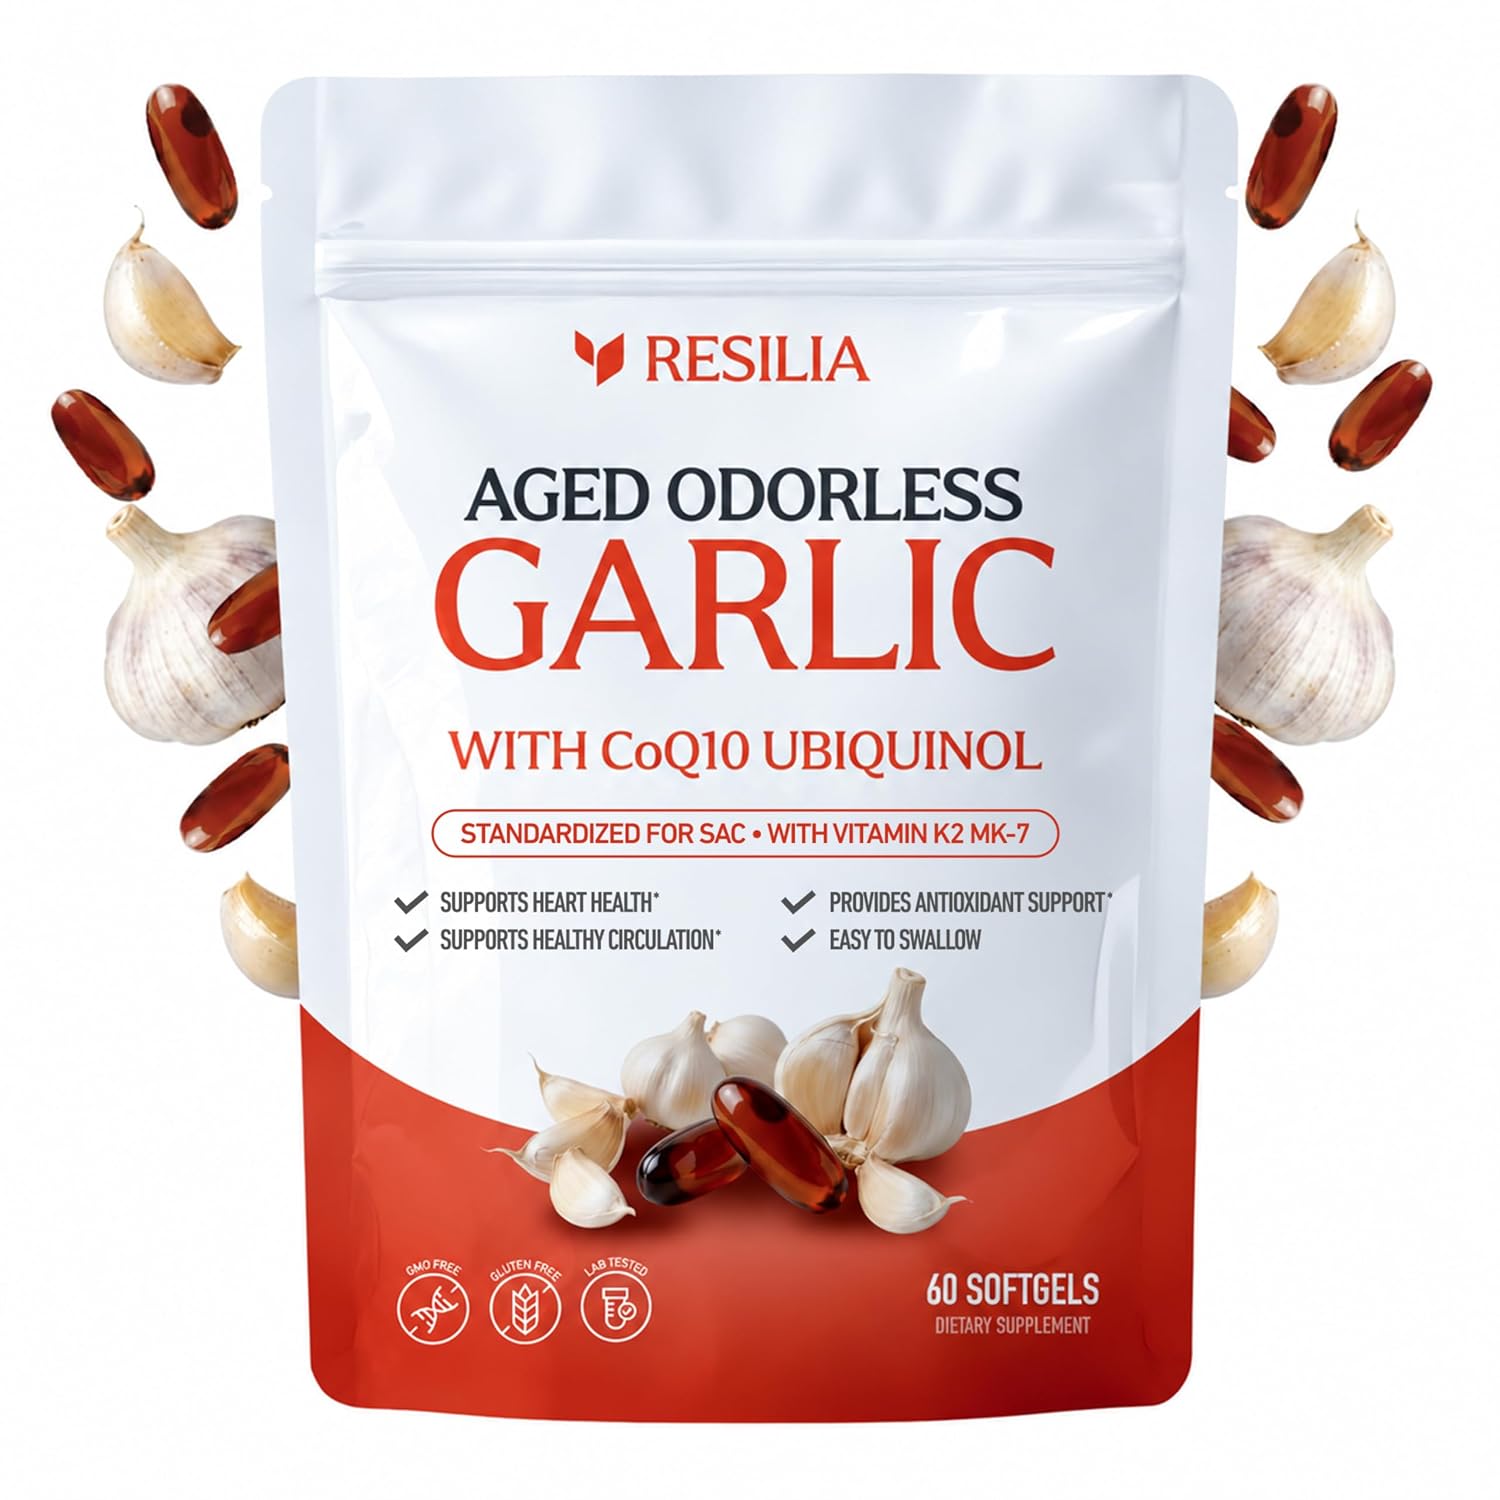 RESILIA
AGED ODORLESS
GARLIC
WITH CoQ10 UBIQUINOL
STANDARDIZED FOR SAC • WITH VITAMIN K2 MK-7
SUPPORTS HEART HEALTH*
SUPPORTS HEALTHY CIRCULATION*
PROVIDES ANTIOXIDANT SUPPORT*
EASY TO SWALLOW
GMO FREE
GLUTEN FREE
LAB TESTED
60 SOFTGELS
DIETARY SUPPLEMENT